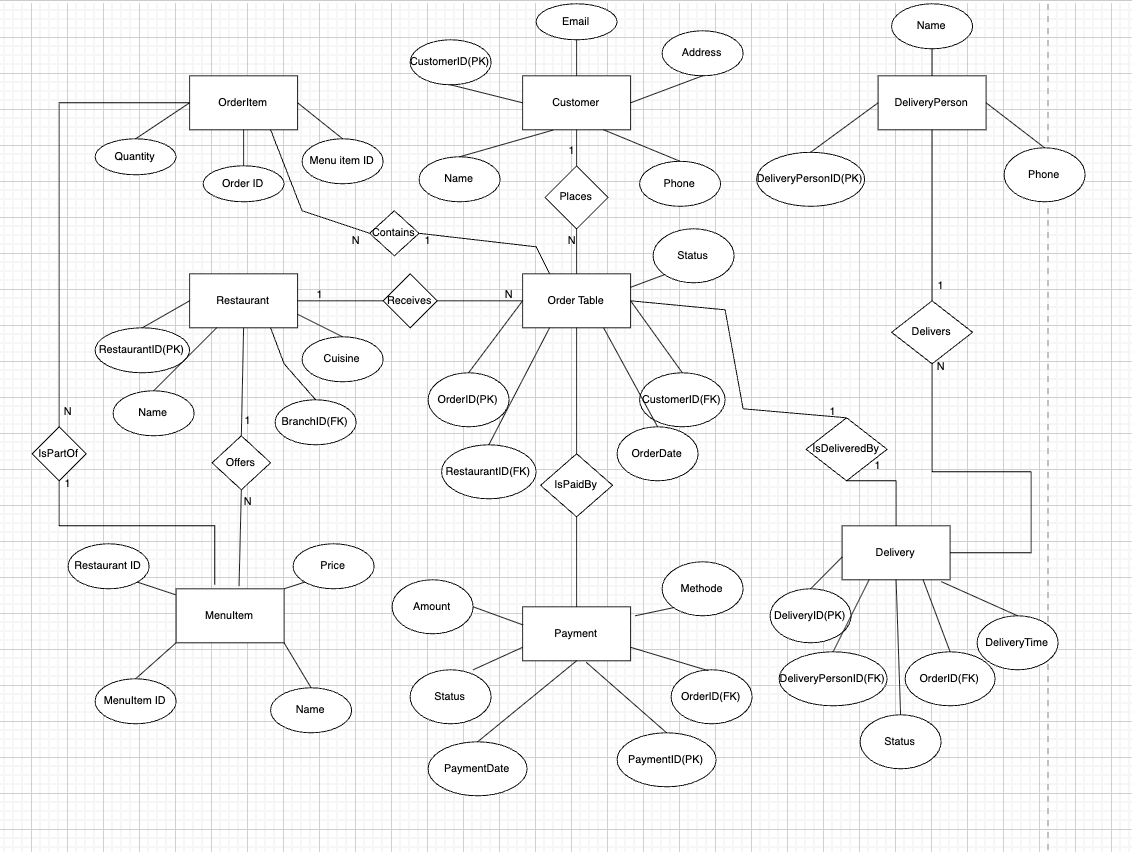 Email
Name
CustomerID(PK)
Address
OrderItem
Customer
DeliveryPerson
1
Quantity
Menu item ID
Order ID
Name
Phone
DeliveryPersonID(PK)
Phone
Places
Contains
N
1
N
Status
Restaurant
1
Receives
N
Order Table
1
Delivers
N
RestaurantID(PK)
Cuisine
Name
BranchID(FK)
OrderID(PK)
CustomerID(FK)
RestaurantID(FK)
OrderDate
N
IsPartOf
1
1
Offers
N
IsPaidBy
1
IsDeliveredBy
1
Restaurant ID
Price
MenuItem
MenuItem ID
Name
Amount
Methode
Payment
Status
OrderID(FK)
PaymentDate
PaymentID(PK)
Delivery
DeliveryID(PK)
DeliveryTime
DeliveryPersonID(FK)
OrderID(FK)
Status